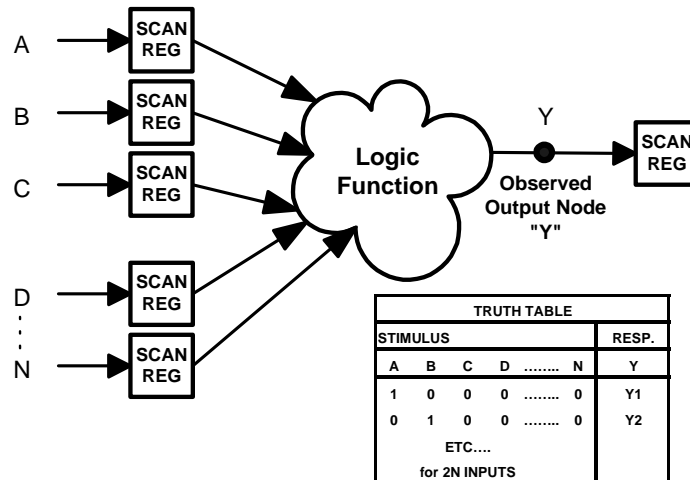 A
SCAN
REG
B
SCAN
REG
C
SCAN
REG
D
SCAN
REG
N
SCAN
REG
Logic
Function
Y
Observed
Output Node
"Y"
SCAN
REG
TRUTH TABLE
STIMULUS RESP.
A B C D ........ N Y
1 0 0 0 ........ 0 Y1
0 1 0 0 ........ 0 Y2
ETC....
for 2N INPUTS